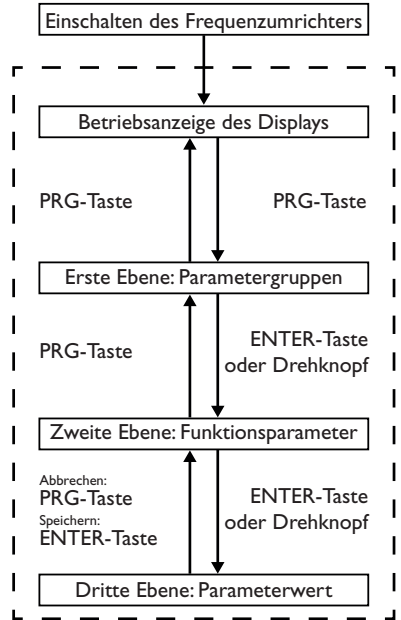 Einschalten des Frequenzumrichters
Betriebsanzeige des Displays
PRG-Taste
PRG-Taste
Erste Ebene: Parametergruppen
PRG-Taste
ENTER-Taste
oder Drehknopf
Zweite Ebene: Funktionsparameter
Abbrechen:
PRG-Taste
Speichern:
ENTER-Taste
ENTER-Taste
oder Drehknopf
Dritte Ebene: Parameterwert